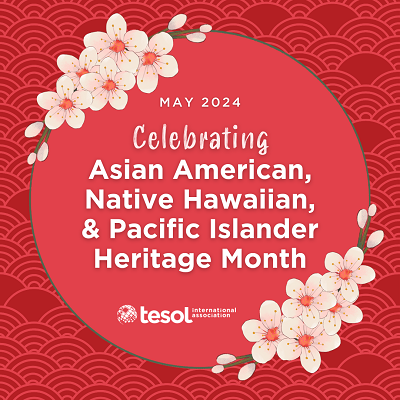 MAY 2024
Celebrating
Asian American,
Native Hawaiian,
& Pacific Islander
Heritage Month
tesol international
association